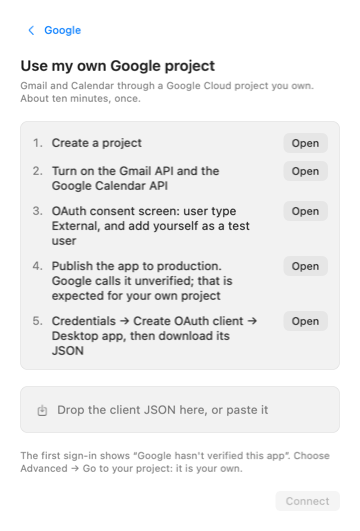 Google
Use my own Google project
Gmail and Calendar through a Google Cloud project you own.
About ten minutes, once.
1. Create a project Open
2. Turn on the Gmail API and the Open
Google Calendar API
3. OAuth consent screen: user type Open
External, and add yourself as a test
user
4. Publish the app to production. Open
Google calls it unverified; that is
expected for your own project
5. Credentials → Create OAuth client → Open
Desktop app, then download its
JSON
Drop the client JSON here, or paste it
The first sign-in shows “Google hasn't verified this app”. Choose
Advanced → Go to your project: it is your own.
Connect